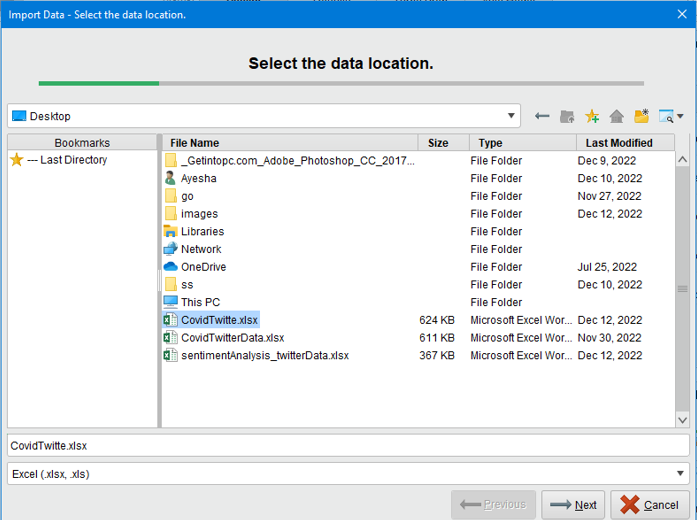 Import Data - Select the data location.
Select the data location.
Desktop
Bookmarks
--- Last Directory
File Name Size Type Last Modified
_Getintopc.com_Adobe_Photoshop_CC_2017... File Folder Dec 9, 2022
Ayesha File Folder Dec 10, 2022
go File Folder Nov 27, 2022
images File Folder Dec 12, 2022
Libraries File Folder
Network File Folder
OneDrive File Folder Jul 25, 2022
ss File Folder Dec 10, 2022
This PC File Folder
CovidTwitte.xlsx 624 KB Microsoft Excel Wor... Dec 12, 2022
CovidTwitterData.xlsx 611 KB Microsoft Excel Wor... Nov 30, 2022
sentimentAnalysis_twitterData.xlsx 367 KB Microsoft Excel Wor... Dec 12, 2022
CovidTwitte.xlsx
Excel (.xlsx, .xls)
Previous Next Cancel